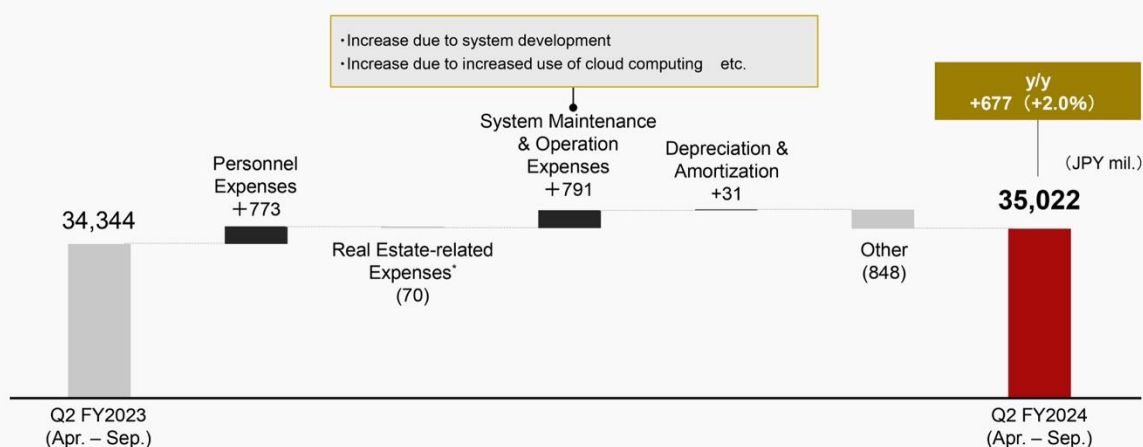 ・Increase due to system development
・Increase due to increased use of cloud computing etc.
y/y
+677（+2.0%）
(JPY mil.)
34,344
Personnel
Expenses
＋773
Real Estate-related
Expenses*
(70)
System Maintenance
& Operation
Expenses
＋791
Depreciation &
Amortization
+31
Other
(848)
35,022
Q2 FY2023
(Apr. – Sep.)
Q2 FY2024
(Apr. – Sep.)